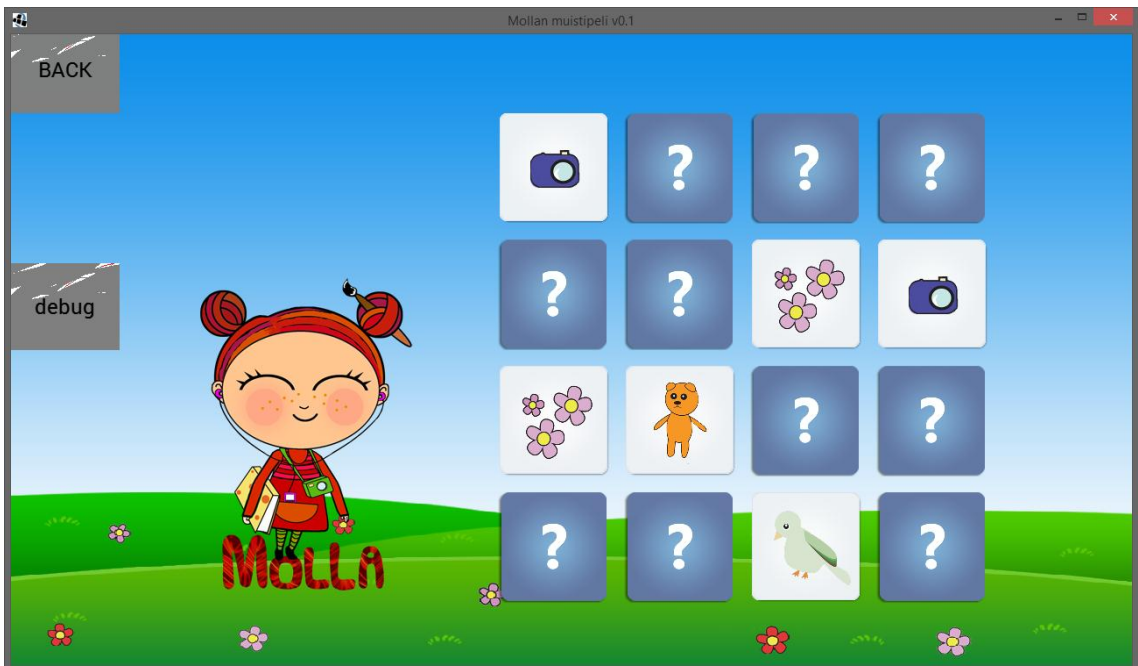 Mollan muistipeli v0.1
BACK
? ? ?
debug
? ?
? ?
MOLLA
? ? ?